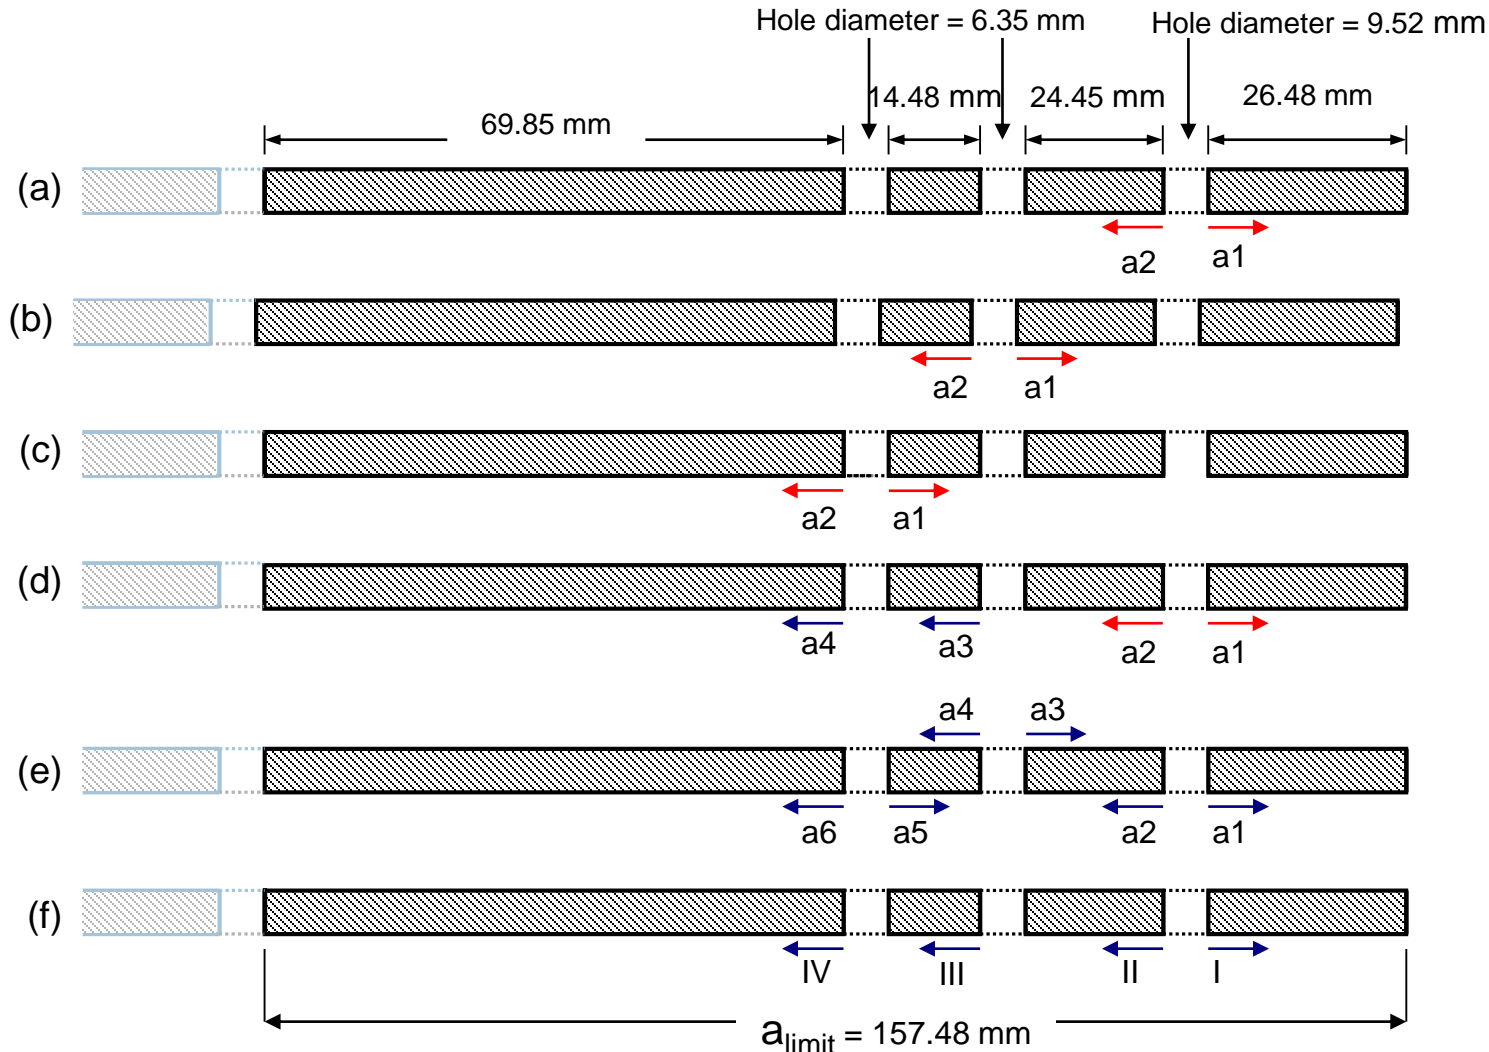 Hole diameter = 6.35 mm
Hole diameter = 9.52 mm
69.85 mm
14.48 mm
24.45 mm
26.48 mm
(a)
a2 a1
(b)
a2 a1
(c)
a2 a1
(d)
a4 a3 a2 a1
a4 a3
(e)
a6 a5 a2 a1
(f)
IV III II I
a limit = 157.48 mm